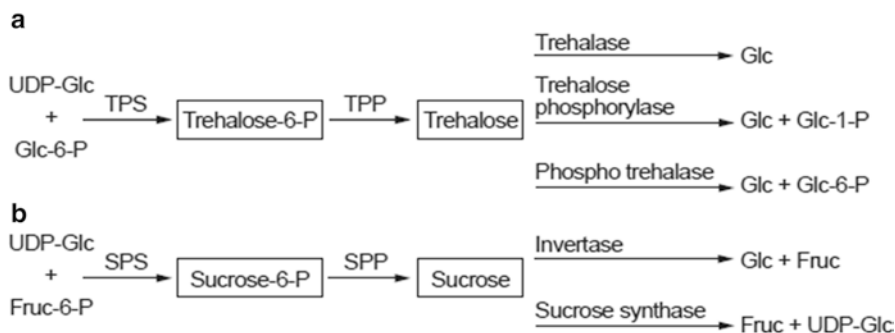 a
UDP-Glc
+
Glc-6-P
TPS
Trehalose-6-P
TPP
Trehalose
Trehalase
Glc
Trehalose
phosphorylase
Glc + Glc-1-P
Phospho trehalase
Glc + Glc-6-P
b
UDP-Glc
+
Fruc-6-P
SPS
Sucrose-6-P
SPP
Sucrose
Invertase
Glc + Fruc
Sucrose synthase
Fruc + UDP-Glc